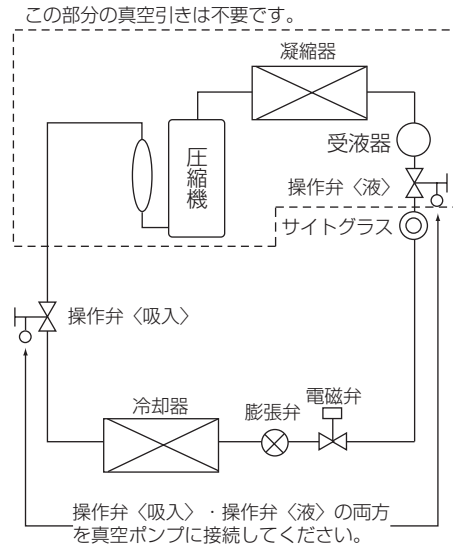 この部分の真空引きは不要です。
凝縮器
圧縮機
受液器
操作弁〈液〉
サイトグラス
操作弁〈吸入〉
冷却器
膨張弁
電磁弁
操作弁〈吸入〉・操作弁〈液〉の両方
を真空ポンプに接続してください。